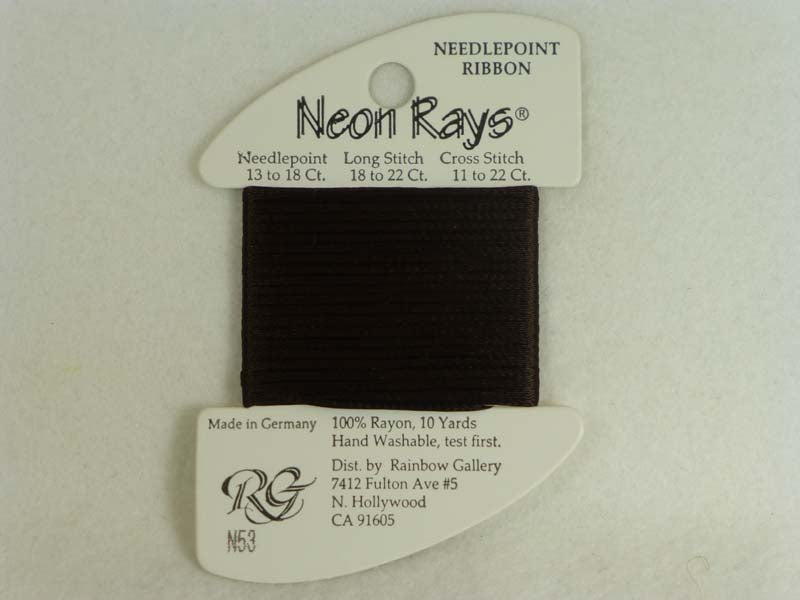 NEEDLEPOINT
RIBBON
Neon Rays®
Needlepoint Long Stitch Cross Stitch
13 to 18 Ct. 18 to 22 Ct. 11 to 22 Ct.
Made in Germany
100% Rayon, 10 Yards
Hand Washable, test first.
Dist. by Rainbow Gallery
7412 Fulton Ave #5
N. Hollywood
CA 91605
RG
N53